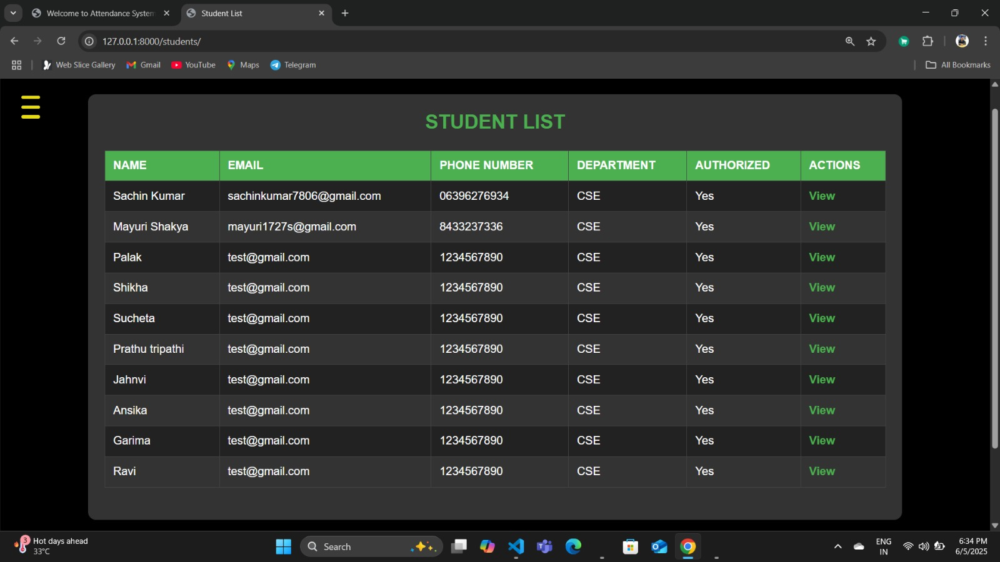 Welcome to Attendance System
Student List
127.0.0.1:8000/students/
Web Slice Gallery Gmail YouTube Maps Telegram All Bookmarks
STUDENT LIST
NAME EMAIL PHONE NUMBER DEPARTMENT AUTHORIZED ACTIONS
Sachin Kumar sachinkumar7806@gmail.com 06396276934 CSE Yes View
Mayuri Shakya mayuri1727s@gmail.com 8433237336 CSE Yes View
Palak test@gmail.com 1234567890 CSE Yes View
Shikha test@gmail.com 1234567890 CSE Yes View
Sucheta test@gmail.com 1234567890 CSE Yes View
Prathu tripathi test@gmail.com 1234567890 CSE Yes View
Jahnvi test@gmail.com 1234567890 CSE Yes View
Ansika test@gmail.com 1234567890 CSE Yes View
Garima test@gmail.com 1234567890 CSE Yes View
Ravi test@gmail.com 1234567890 CSE Yes View
3
Hot days ahead
33°C
Search
ENG
IN
6:34 PM
6/5/2025